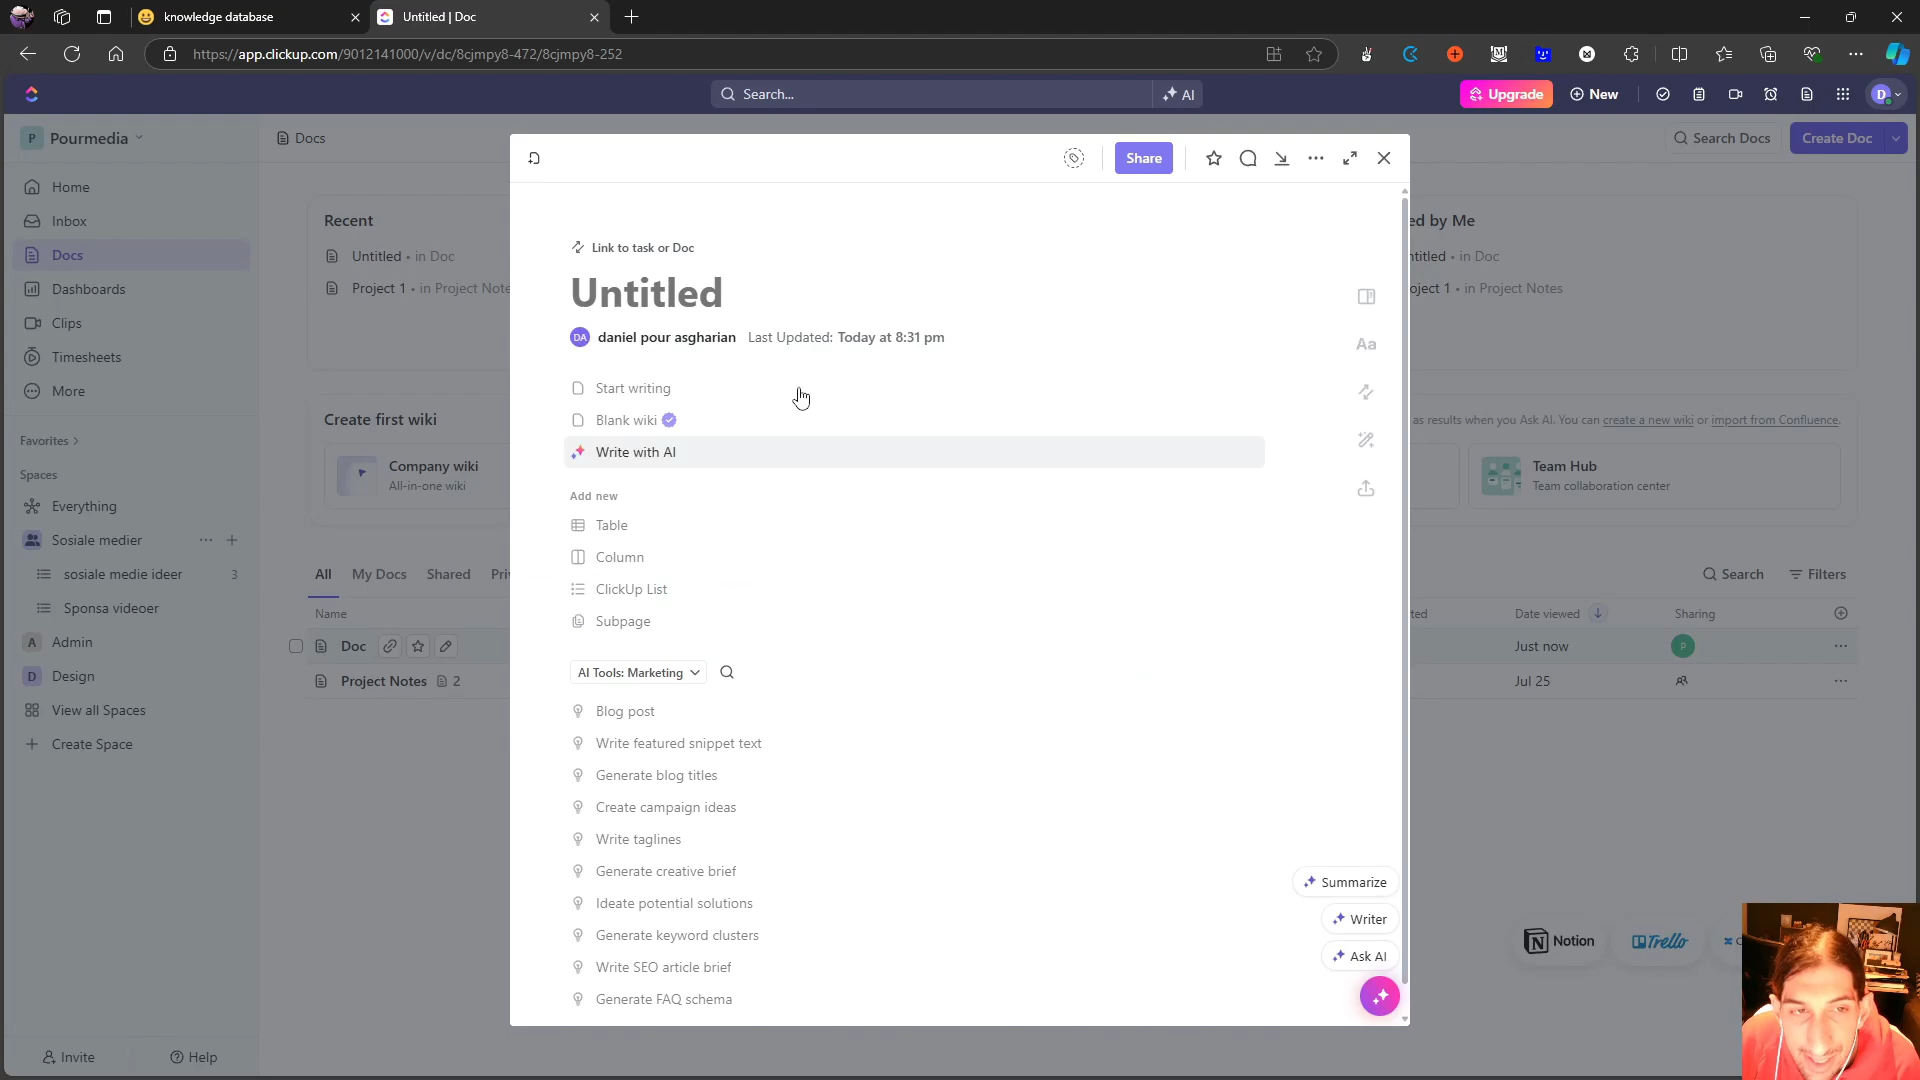 knowledge database
Untitled | Doc
https://app.clickup.com/9012141000/v/dc/8cjmpy8-472/8cjmpy8-252
Search...
AI
Upgrade
New
D
P
Pourmedia
Docs
Search Docs
Create Doc
Home
Inbox
Docs
Dashboards
Clips
Timesheets
More
Favorites
Spaces
Everything
Sosiale medier
sosiale medie ideer
3
Sponsa videoer
A
Admin
D
Design
View all Spaces
Create Space
Invite
Help
Recent
Untitled • in Doc
Project 1 • in Project Note
Create first wiki
Company wiki
All-in-one wiki
All
My Docs
Shared
Pri
Name
Doc
Project Notes
2
Share
Link to task or Doc
Untitled
DA
daniel pour asgharian
Last Updated: Today at 8:31 pm
Start writing
Blank wiki
Write with AI
Add new
Table
Column
ClickUp List
Subpage
AI Tools: Marketing
Blog post
Write featured snippet text
Generate blog titles
Create campaign ideas
Write taglines
Generate creative brief
Ideate potential solutions
Generate keyword clusters
Write SEO article brief
Generate FAQ schema
Aa
Summarize
Writer
Ask AI
ed by Me
ntitled • in Doc
oject 1 • in Project Notes
as results when you Ask AI. You can create a new wiki or import from Confluence.
Team Hub
Team collaboration center
Search
Filters
ted
Date viewed
Sharing
Just now
P
Jul 25
Notion
Trello